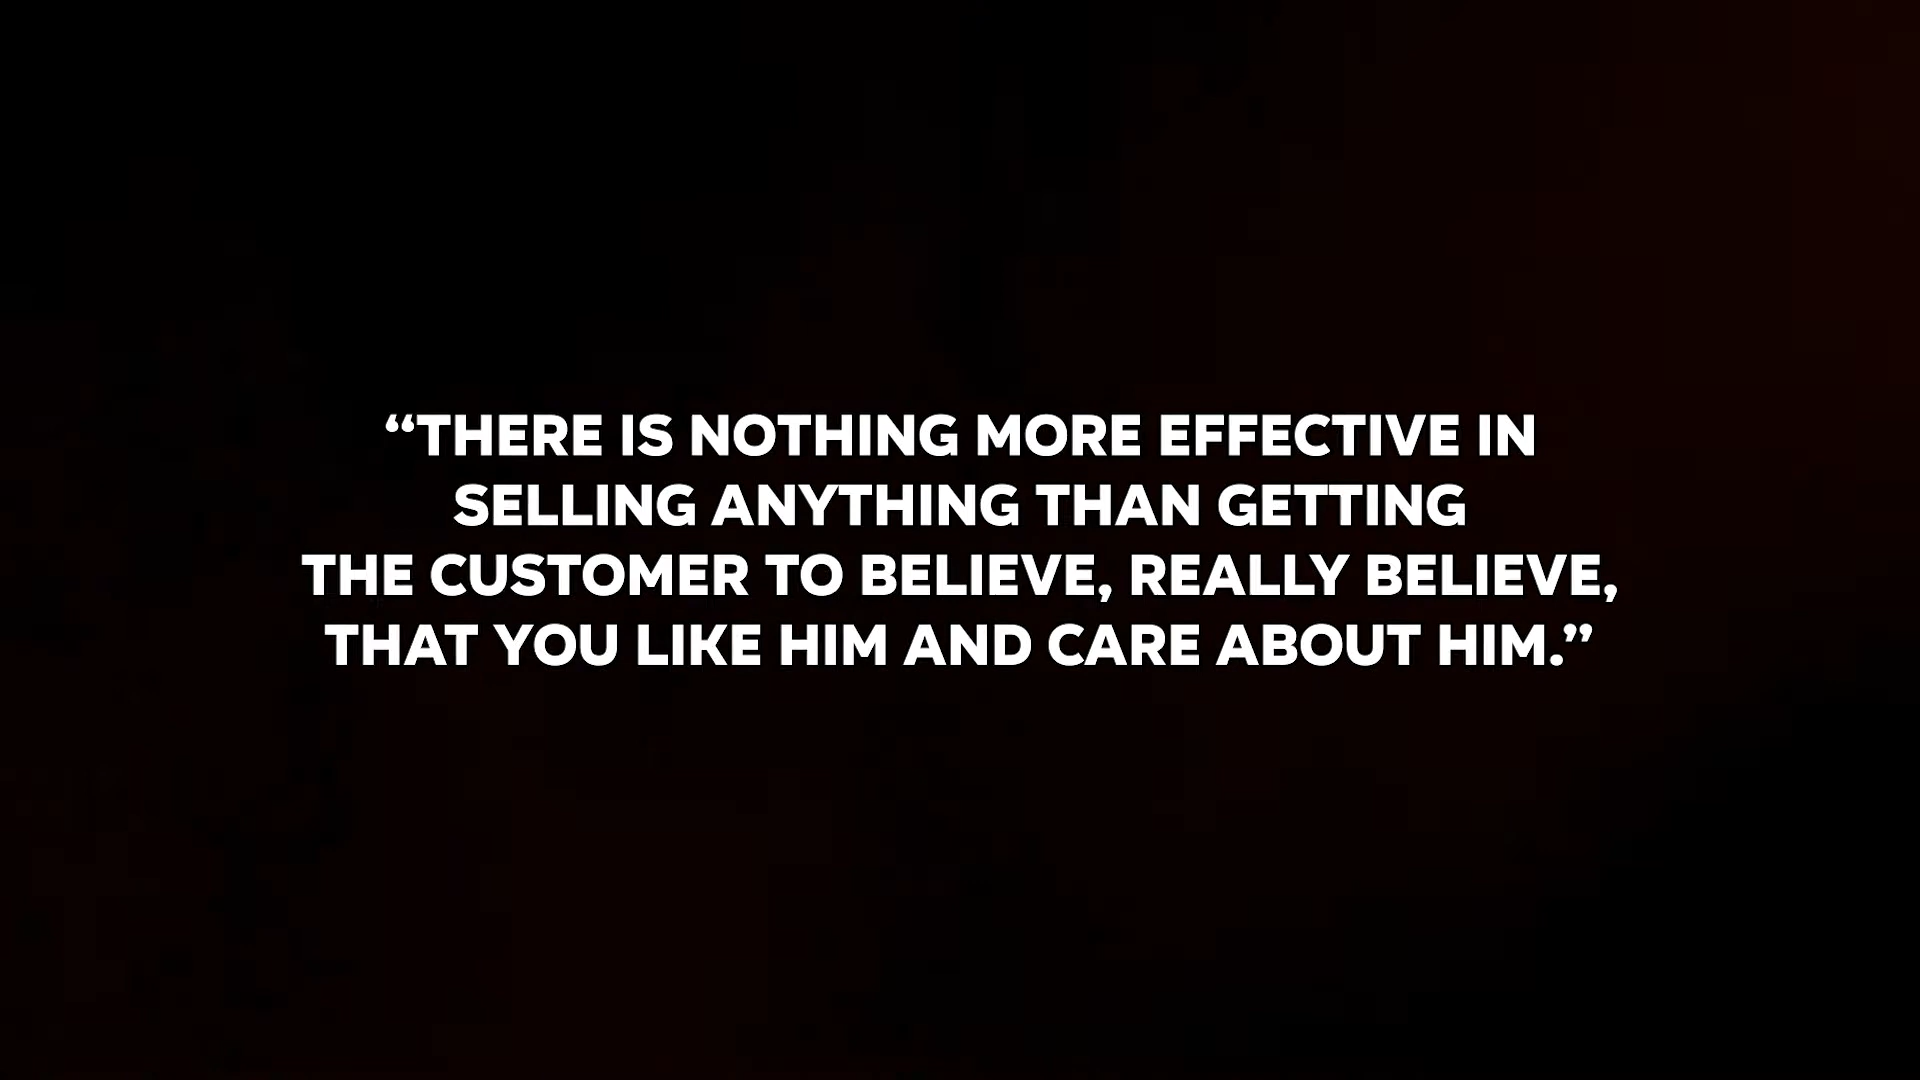 “THERE IS NOTHING MORE EFFECTIVE IN
SELLING ANYTHING THAN GETTING
THE CUSTOMER TO BELIEVE, REALLY BELIEVE,
THAT YOU LIKE HIM AND CARE ABOUT HIM.”